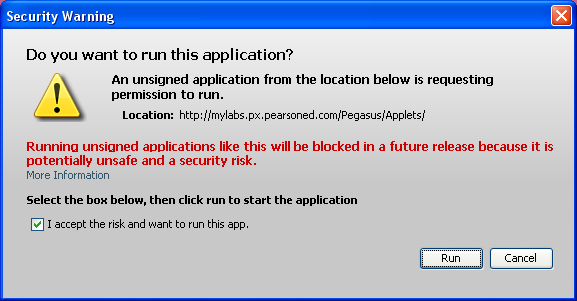 Security Warning
Do you want to run this application?
An unsigned application from the location below is requesting
permission to run.
Location: http://mylabs.px.pearsoned.com/Pegasus/Applets/
Running unsigned applications like this will be blocked in a future release because it is
potentially unsafe and a security risk.
More Information
Select the box below, then click run to start the application
I accept the risk and want to run this app.
Run Cancel